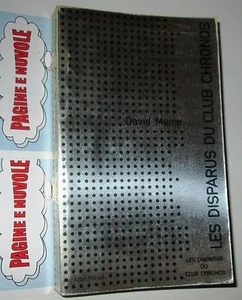 PAGINE E NUVOLE
PAGINE E NUVOLE
David Maine
LES DISPARUS DU CLUB CHRONOS
LES DISPARUS
DU
CLUB CHRONOS